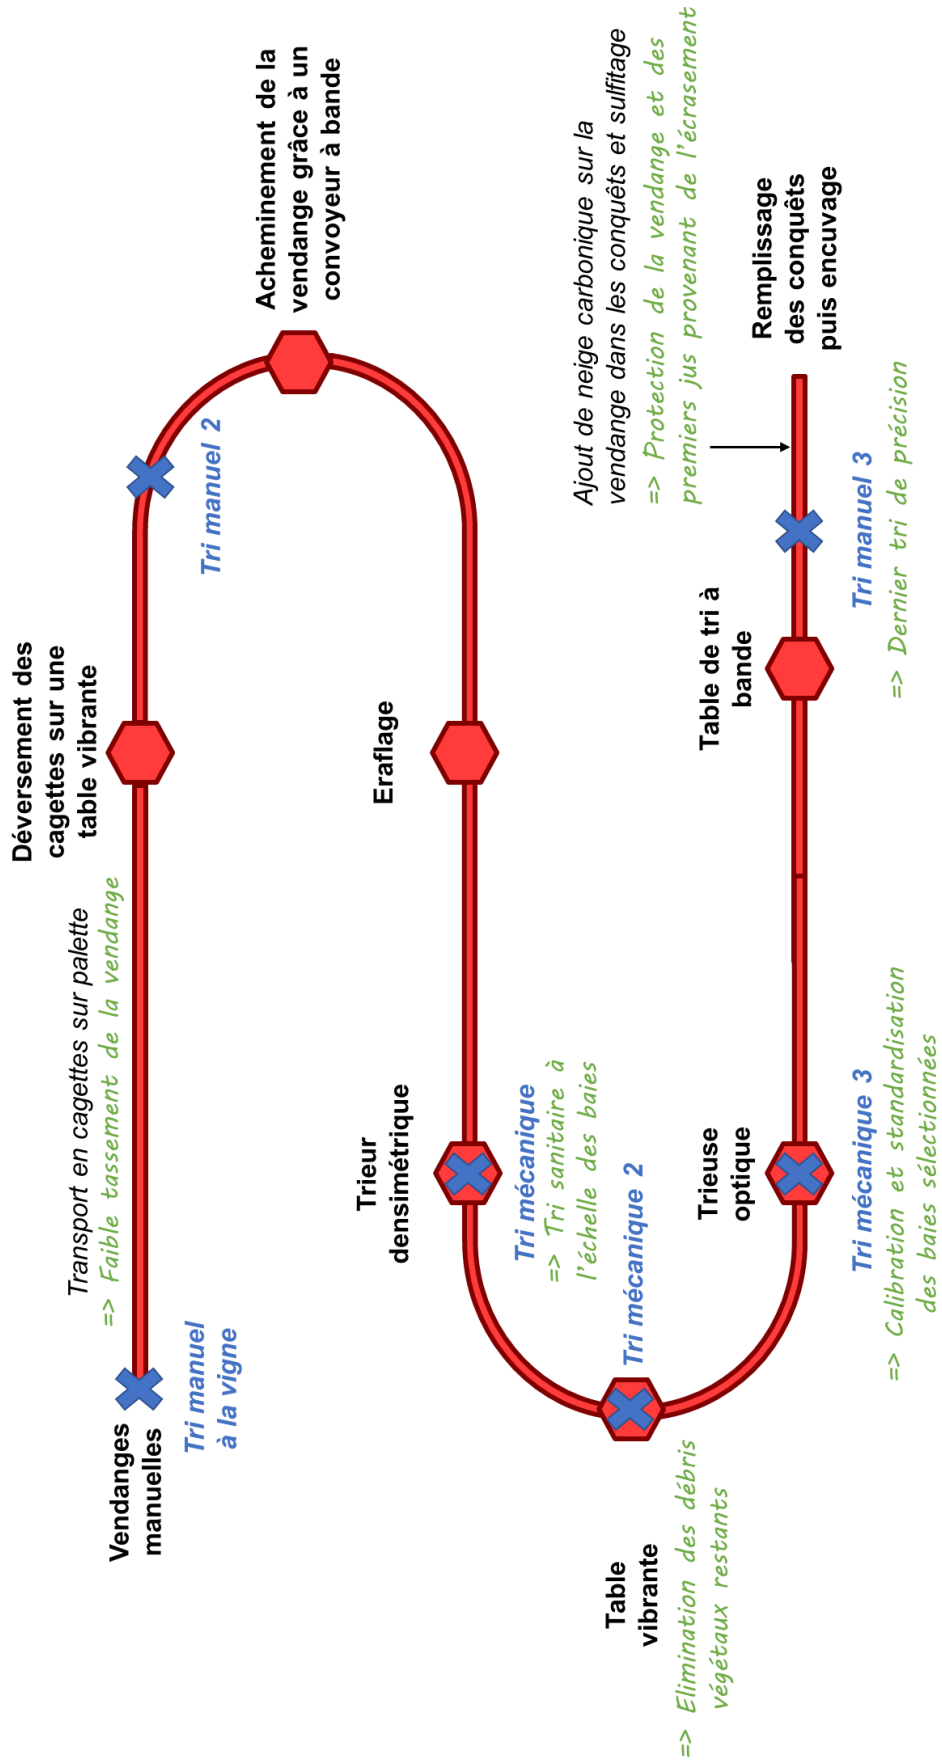 Vendanges
manuelles
Tri manuel
à la vigne
Transport en cagettes sur palette
=> Faible tassement de la vendange
Déversement des
cagettes sur une
table vibrante
Tri manuel 2
Acheminement de la
vendange grâce à un
convoyeur à bande
Eraflage
Trieur
densimétrique
Tri mécanique
=> Tri sanitaire à
l'échelle des baies
Table
vibrante
Tri mécanique 2
=> Elimination des débris
végétaux restants
Trieuse
optique
Tri mécanique 3
=> Calibration et standardisation
des baies sélectionnées
Table de tri à
bande
Tri manuel 3
=> Dernier tri de précision
Ajout de neige carbonique sur la
vendange dans les conquêts et sulfitage
=> Protection de la vendange et des
premiers jus provenant de l'écrasement
Remplissage
des conquêts
puis encuvage